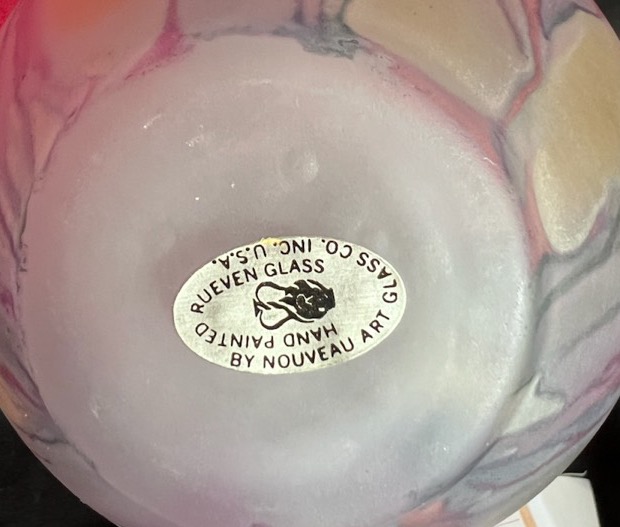 RUEVEN GLASS
HAND PAINTED
BY NOUVEAU ART GLASS CO. INC. U.S.A.